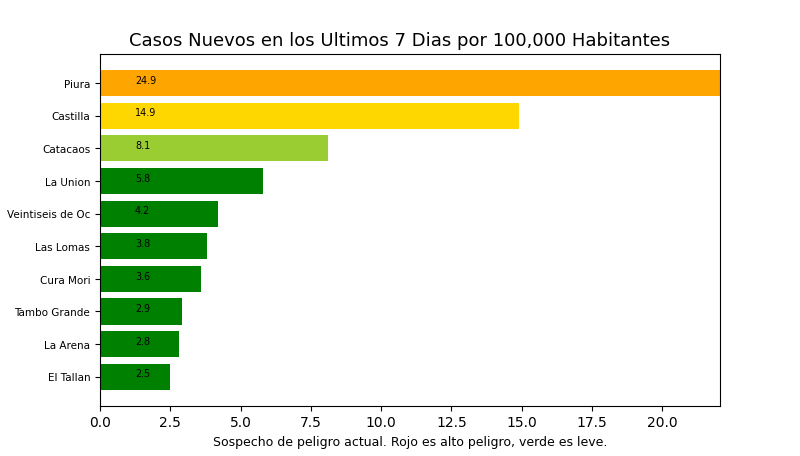 Casos Nuevos en los Ultimos 7 Dias por 100,000 Habitantes
Piura 24.9
Castilla 14.9
Catacaos 8.1
La Union 5.8
Veintiseis de Oc 4.2
Las Lomas 3.8
Cura Mori 3.6
Tambo Grande 2.9
La Arena 2.8
El Tallan 2.5
0.0 2.5 5.0 7.5 10.0 12.5 15.0 17.5 20.0
Sospecho de peligro actual. Rojo es alto peligro, verde es leve.